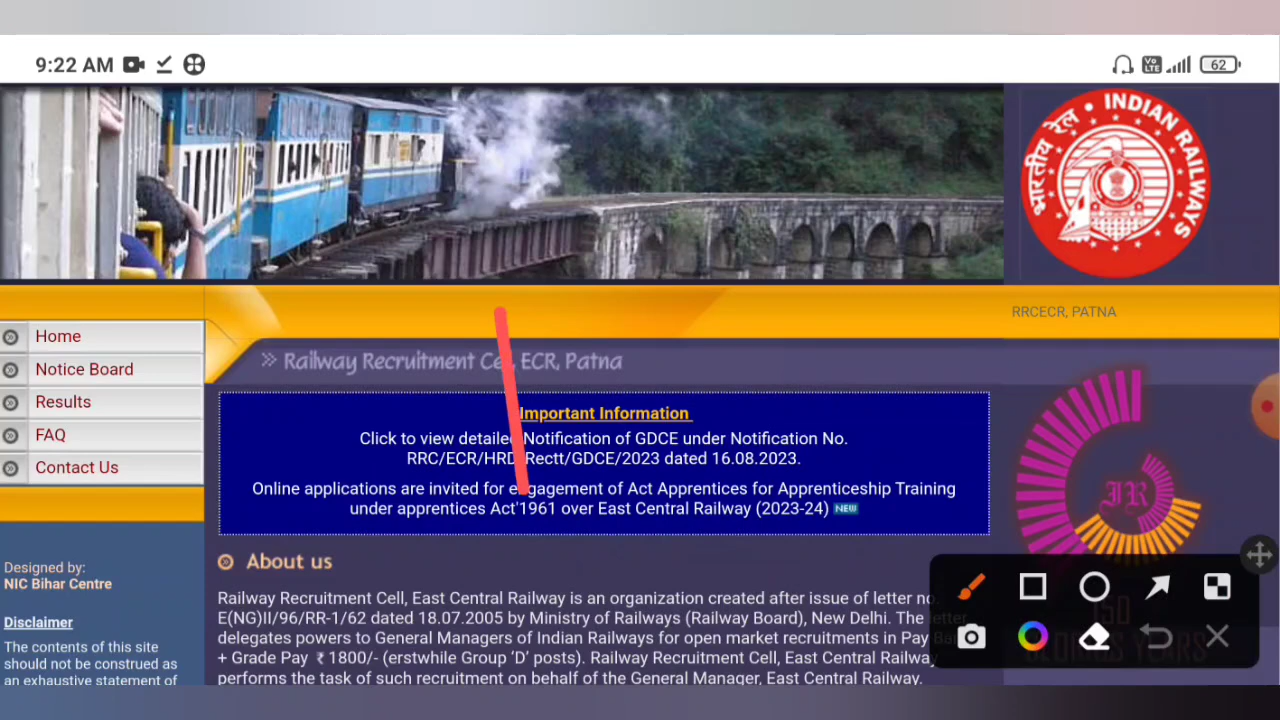 9:22 AM
Vo LTE
62
भारतीय रेल INDIAN RAILWAYS
RRCECR, PATNA
Home
Notice Board
Results
FAQ
Contact Us
Railway Recruitment Cell, ECR, Patna
Important Information
Click to view detailed Notification of GDCE under Notification No.
RRC/ECR/HRD/Rectt/GDCE/2023 dated 16.08.2023.
Online applications are invited for engagement of Act Apprentices for Apprenticeship Training
under apprentices Act'1961 over East Central Railway (2023-24) NEW
IR
150
YEARS
Designed by:
NIC Bihar Centre
Disclaimer
The contents of this site
should not be construed as
an exhaustive statement of
About us
Railway Recruitment Cell, East Central Railway is an organization created after issue of letter no.
E(NG)II/96/RR-1/62 dated 18.07.2005 by Ministry of Railways (Railway Board), New Delhi. The letter
delegates powers to General Managers of Indian Railways for open market recruitments in Pay
+ Grade Pay ₹ 1800/- (erstwhile Group ‘D’ posts). Railway Recruitment Cell, East Central Railway
performs the task of such recruitment on behalf of the General Manager, East Central Railway.